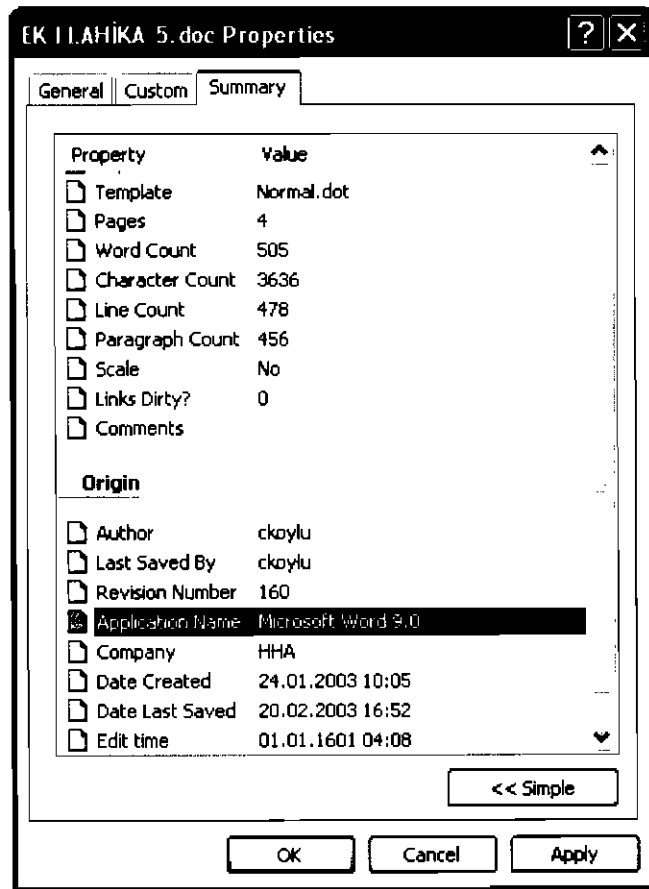 EK I LAHİKA 5.doc Properties
General Custom Summary
Property Value
Template Normal.dot
Pages 4
Word Count 505
Character Count 3636
Line Count 478
Paragraph Count 456
Scale No
Links Dirty? 0
Comments
Origin
Author ckoylu
Last Saved By ckoylu
Revision Number 160
Application Name Microsoft Word 9.0
Company HHA
Date Created 24.01.2003 10:05
Date Last Saved 20.02.2003 16:52
Edit time 01.01.1601 04:08
<< Simple
OK Cancel Apply